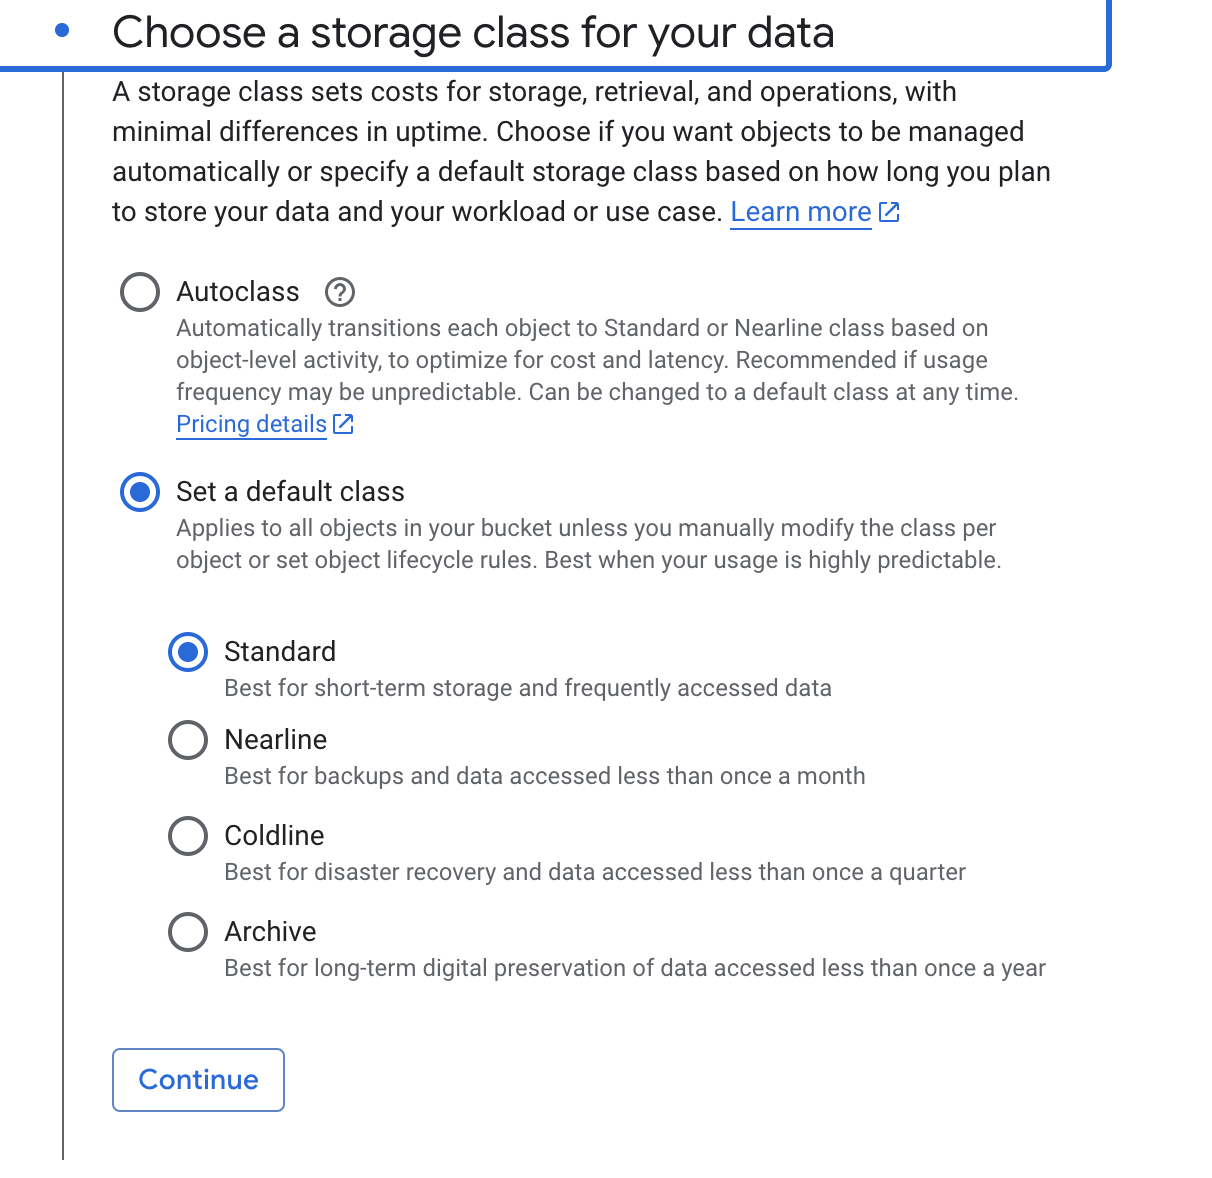 Choose a storage class for your data
A storage class sets costs for storage, retrieval, and operations, with
minimal differences in uptime. Choose if you want objects to be managed
automatically or specify a default storage class based on how long you plan
to store your data and your workload or use case. Learn more
Autoclass
Automatically transitions each object to Standard or Nearline class based on
object-level activity, to optimize for cost and latency. Recommended if usage
frequency may be unpredictable. Can be changed to a default class at any time.
Pricing details
Set a default class
Applies to all objects in your bucket unless you manually modify the class per
object or set object lifecycle rules. Best when your usage is highly predictable.
Standard
Best for short-term storage and frequently accessed data
Nearline
Best for backups and data accessed less than once a month
Coldline
Best for disaster recovery and data accessed less than once a quarter
Archive
Best for long-term digital preservation of data accessed less than once a year
Continue